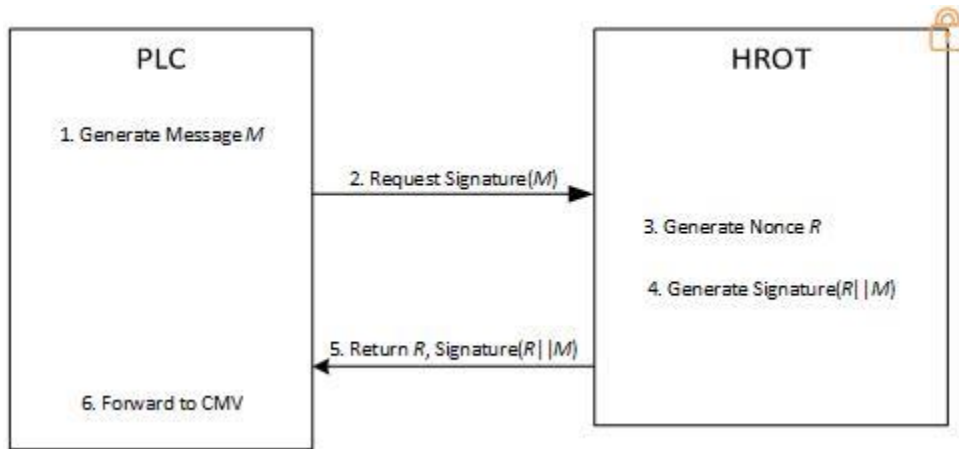 PLC
HROT
1. Generate Message M
2. Request Signature(M)
3. Generate Nonce R
4. Generate Signature(R||M)
5. Return R, Signature(R||M)
6. Forward to CMV